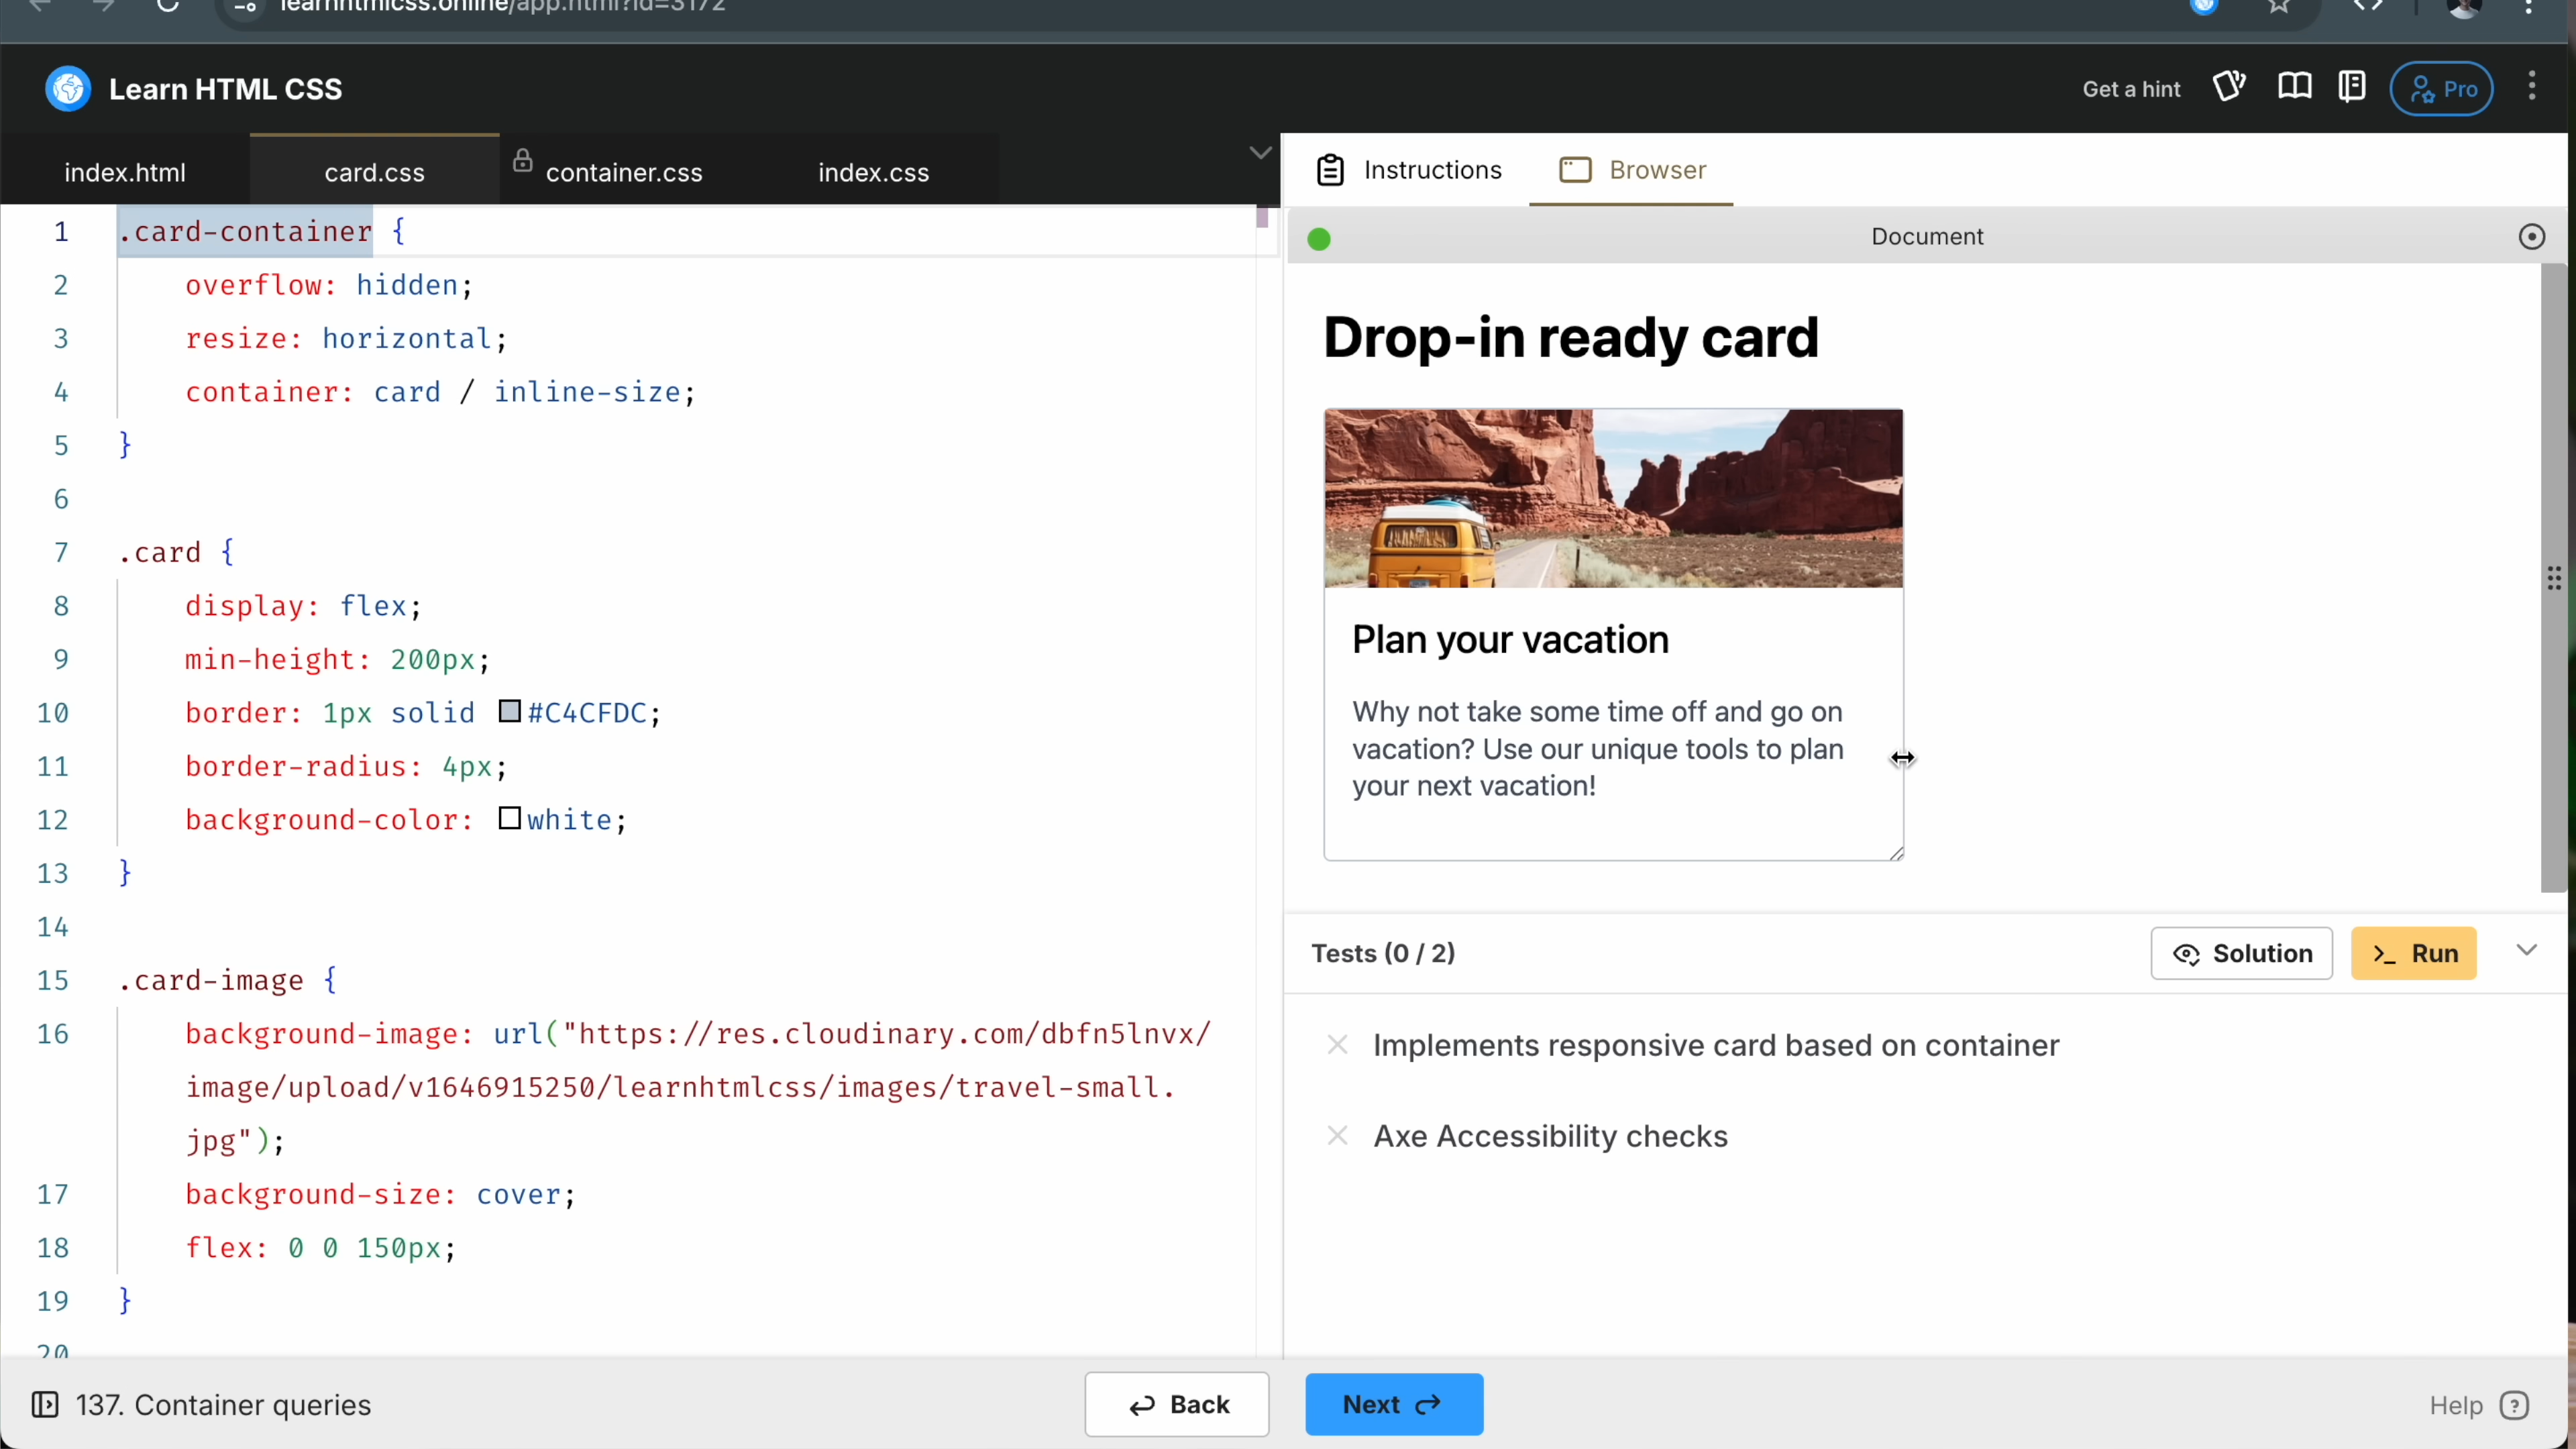 learnhtmlcss.online/app.html?id=3172
Learn HTML CSS
Get a hint
Pro
index.html
card.css
container.css
index.css
Instructions
Browser
1 .card-container {
2 overflow: hidden;
3 resize: horizontal;
4 container: card / inline-size;
5 }
6
7 .card {
8 display: flex;
9 min-height: 200px;
10 border: 1px solid #C4CFDC;
11 border-radius: 4px;
12 background-color: white;
13 }
14
15 .card-image {
16 background-image: url("https://res.cloudinary.com/dbfn5lnvx/
image/upload/v1646915250/learnhtmlcss/images/travel-small.
jpg");
17 background-size: cover;
18 flex: 0 0 150px;
19 }
20
Document
Drop-in ready card
Plan your vacation
Why not take some time off and go on
vacation? Use our unique tools to plan
your next vacation!
Tests (0 / 2)
Solution
Run
Implements responsive card based on container
Axe Accessibility checks
137. Container queries
Back
Next
Help